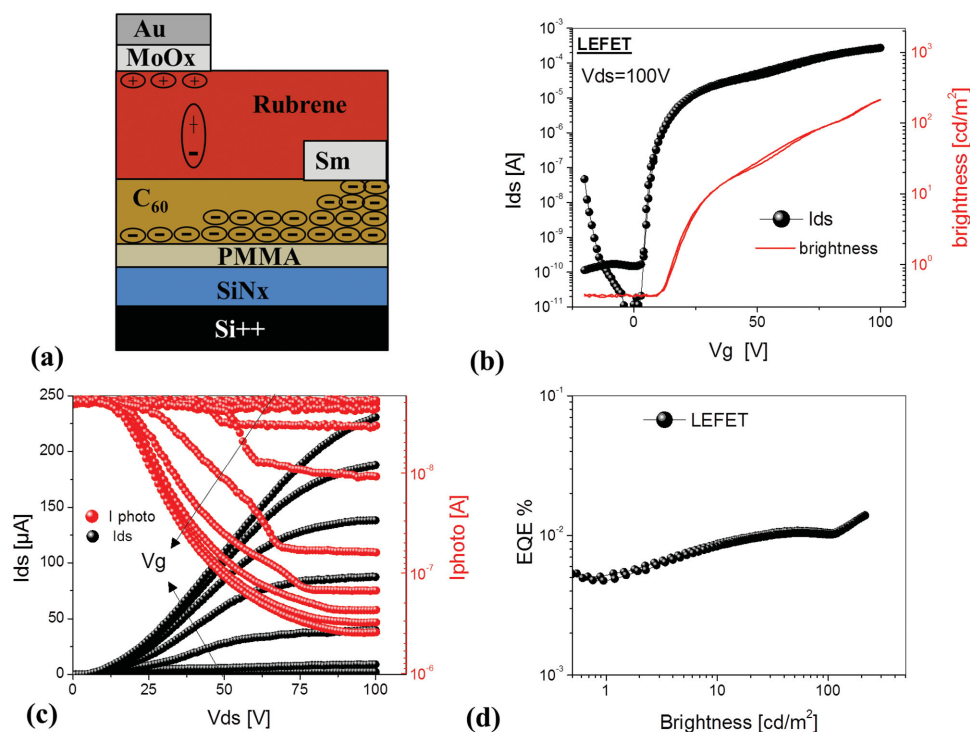 Au
MoOx
+ + +
Rubrene
+
-
Sm
C₆₀
PMMA
SiNx
Si++
(a)
LEFET
Vds=100V
Ids
brightness
10⁻³
10⁻⁴
10⁻⁵
10⁻⁶
10⁻⁷
10⁻⁸
10⁻⁹
10⁻¹⁰
10⁻¹¹
Ids [A]
10³
10²
10¹
10⁰
brightness [cd/m²]
0 50 100
Vg [V]
(b)
250
200
150
100
50
0
Ids [µA]
I photo
Ids
Vg
10⁻⁸
10⁻⁷
10⁻⁶
Iphoto [A]
0 25 50 75 100
Vds [V]
(c)
LEFET
10⁻¹
10⁻²
10⁻³
EQE %
1 10 100
Brightness [cd/m²]
(d)